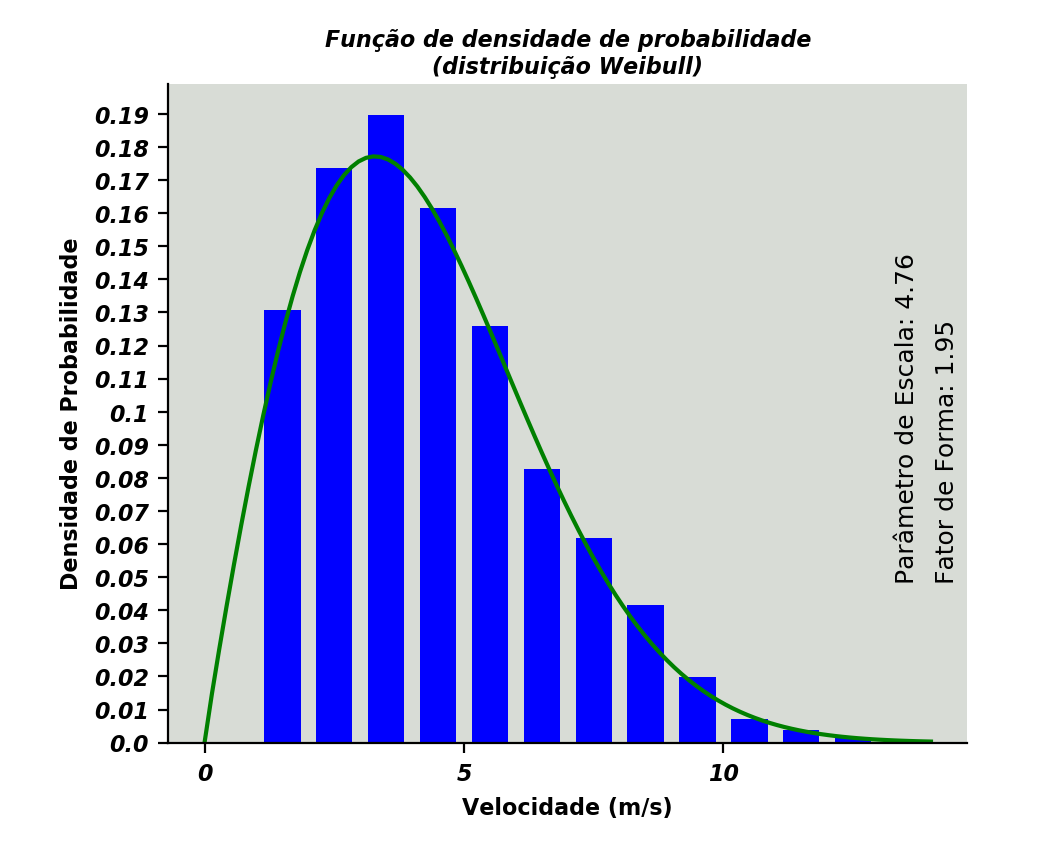 Função de densidade de probabilidade
(distribuição Weibull)
0.19
0.18
0.17
0.16
0.15
0.14
0.13
0.12
0.11
0.1
0.09
0.08
0.07
0.06
0.05
0.04
0.03
0.02
0.01
0.0
Densidade de Probabilidade
Parâmetro de Escala: 4.76
Fator de Forma: 1.95
0 5 10
Velocidade (m/s)